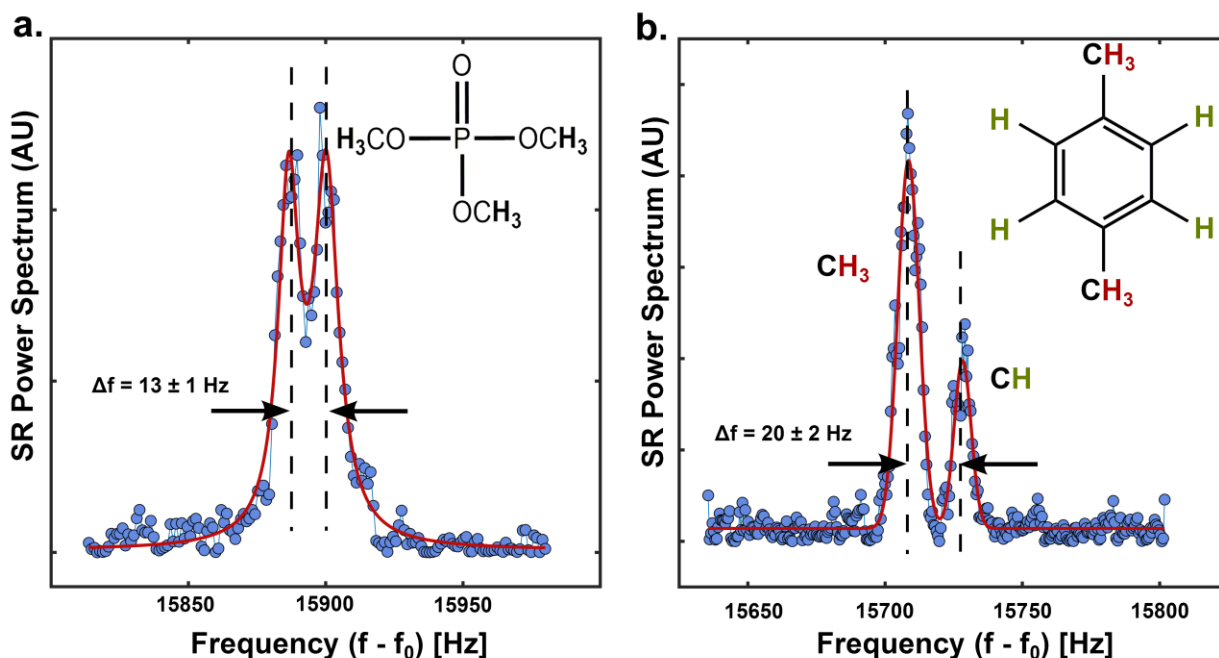 a.
SR Power Spectrum (AU)
O
H₃CO P OCH₃
OCH₃
Δf = 13 ± 1 Hz
15850 15900 15950
Frequency (f - f₀) [Hz]
b.
SR Power Spectrum (AU)
CH₃
H H
H H
CH₃
CH₃
CH
Δf = 20 ± 2 Hz
15650 15700 15750 15800
Frequency (f - f₀) [Hz]